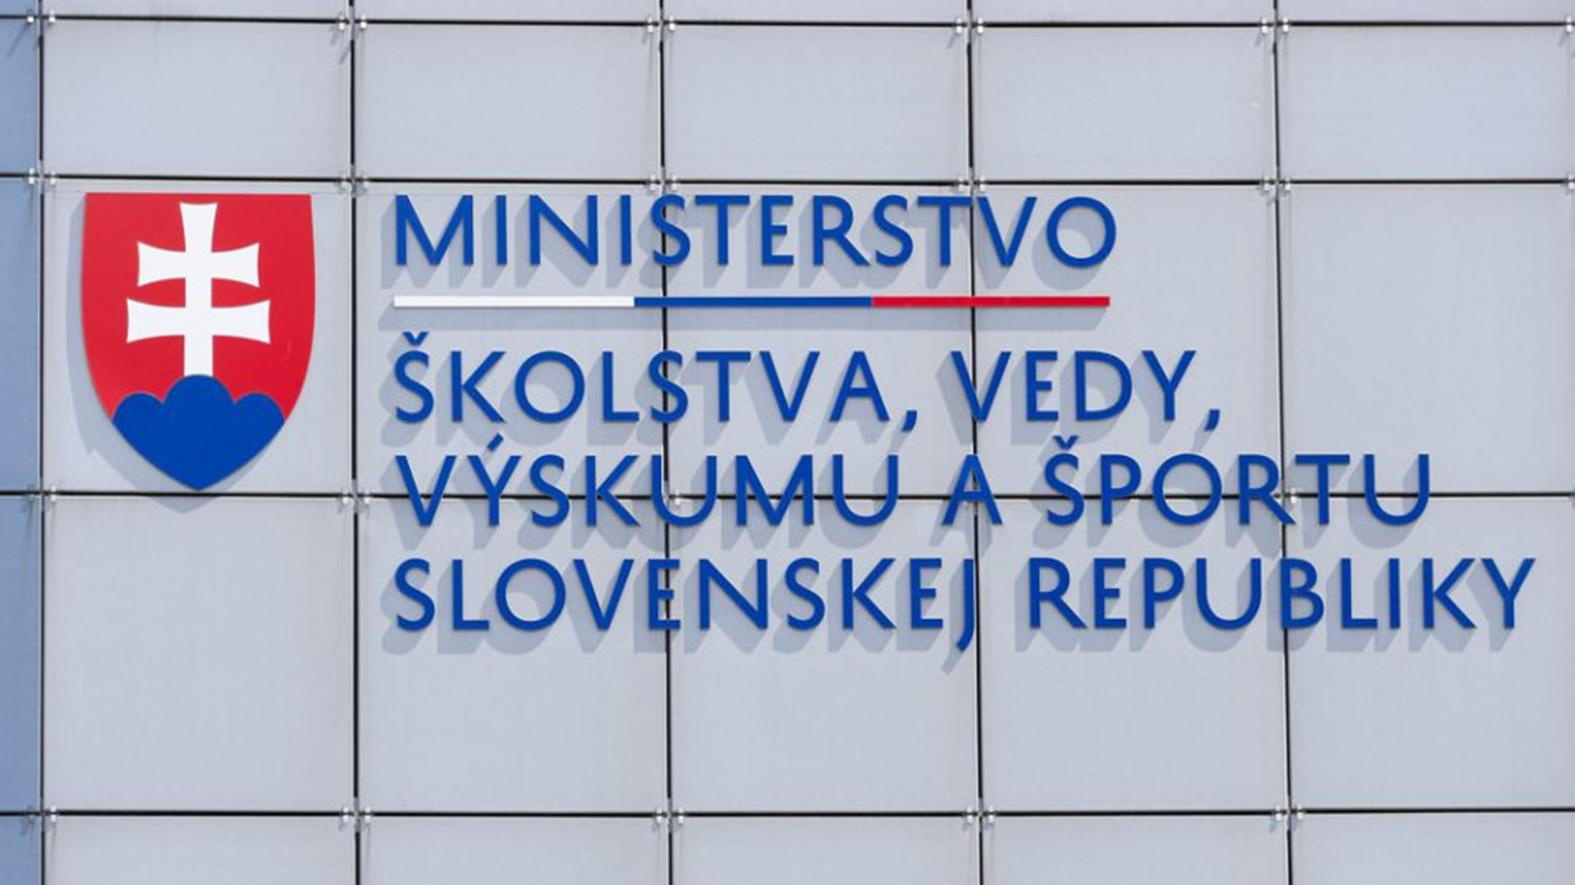 MINISTERSTVO
ŠKOLSTVA, VEDY,
VÝSKUMU A ŠPORTU
SLOVENSKEJ REPUBLIKY